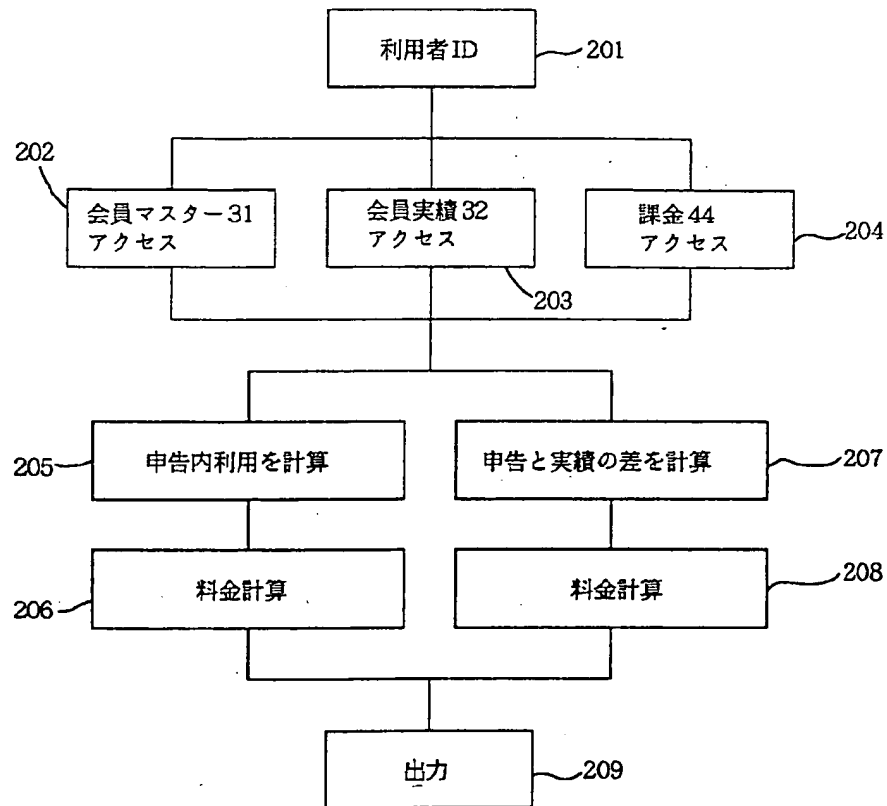 利用者ID
201
202
会員マスター31
アクセス
会員実績32
アクセス
課金44
アクセス
204
203
205
申告内利用を計算
申告と実績の差を計算
207
206
料金計算
料金計算
208
出力
209